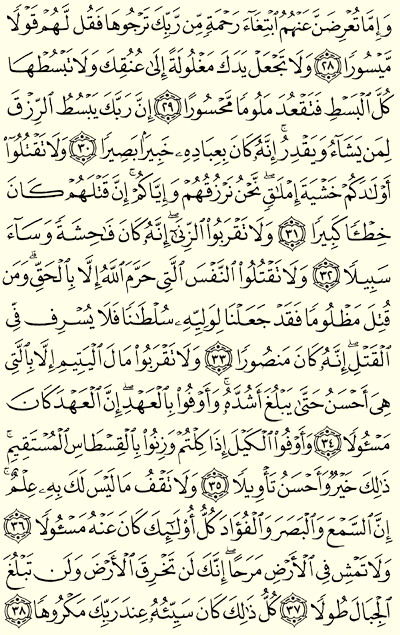 وَإِمَّا تُعْرِضَنَّ عَنْهُمُ ٱبْتِغَآءَ رَحْمَةٍ مِّن رَّبِّكَ تَرْجُوهَا فَقُل لَّهُمْ قَوْلًا
مَّيْسُورًا ٢٨ وَلَا تَجْعَلْ يَدَكَ مَغْلُولَةً إِلَىٰ عُنُقِكَ وَلَا تَبْسُطْهَا
كُلَّ ٱلْبَسْطِ فَتَقْعُدَ مَلُومًا مَّحْسُورًا ٢٩ إِنَّ رَبَّكَ يَبْسُطُ ٱلرِّزْقَ
لِمَن يَشَآءُ وَيَقْدِرُ ۚ إِنَّهُۥ كَانَ بِعِبَادِهِۦ خَبِيرًۢا بَصِيرًا ٣٠ وَلَا تَقْتُلُوٓا۟
أَوْلَـٰدَكُمْ خَشْيَةَ إِمْلَـٰقٍ ۖ نَّحْنُ نَرْزُقُهُمْ وَإِيَّاكُمْ ۚ إِنَّ قَتْلَهُمْ كَانَ
خِطْـًٔا كَبِيرًا ٣١ وَلَا تَقْرَبُوا۟ ٱلزِّنَىٰٓ ۖ إِنَّهُۥ كَانَ فَـٰحِشَةً وَسَآءَ
سَبِيلًا ٣٢ وَلَا تَقْتُلُوا۟ ٱلنَّفْسَ ٱلَّتِى حَرَّمَ ٱللَّهُ إِلَّا بِٱلْحَقِّ ۗ وَمَن
قُتِلَ مَظْلُومًا فَقَدْ جَعَلْنَا لِوَلِيِّهِۦ سُلْطَـٰنًا فَلَا يُسْرِف فِّى
ٱلْقَتْلِ ۖ إِنَّهُۥ كَانَ مَنصُورًا ٣٣ وَلَا تَقْرَبُوا۟ مَالَ ٱلْيَتِيمِ إِلَّا بِٱلَّتِى
هِىَ أَحْسَنُ حَتَّىٰ يَبْلُغَ أَشُدَّهُۥ ۚ وَأَوْفُوا۟ بِٱلْعَهْدِ ۖ إِنَّ ٱلْعَهْدَ كَانَ
مَسْـُٔولًا ٣٤ وَأَوْفُوا۟ ٱلْكَيْلَ إِذَا كِلْتُمْ وَزِنُوا۟ بِٱلْقِسْطَاسِ ٱلْمُسْتَقِيمِ ۚ
ذَٰلِكَ خَيْرٌ وَأَحْسَنُ تَأْوِيلًا ٣٥ وَلَا تَقْفُ مَا لَيْسَ لَكَ بِهِۦ عِلْمٌ ۚ
إِنَّ ٱلسَّمْعَ وَٱلْبَصَرَ وَٱلْفُؤَادَ كُلُّ أُو۟لَـٰٓئِكَ كَانَ عَنْهُ مَسْـُٔولًا ٣٦
وَلَا تَمْشِ فِى ٱلْأَرْضِ مَرَحًا ۖ إِنَّكَ لَن تَخْرِقَ ٱلْأَرْضَ وَلَن تَبْلُغَ
ٱلْجِبَالَ طُولًا ٣٧ كُلُّ ذَٰلِكَ كَانَ سَيِّئُهُۥ عِندَ رَبِّكَ مَكْرُوهًا ٣٨